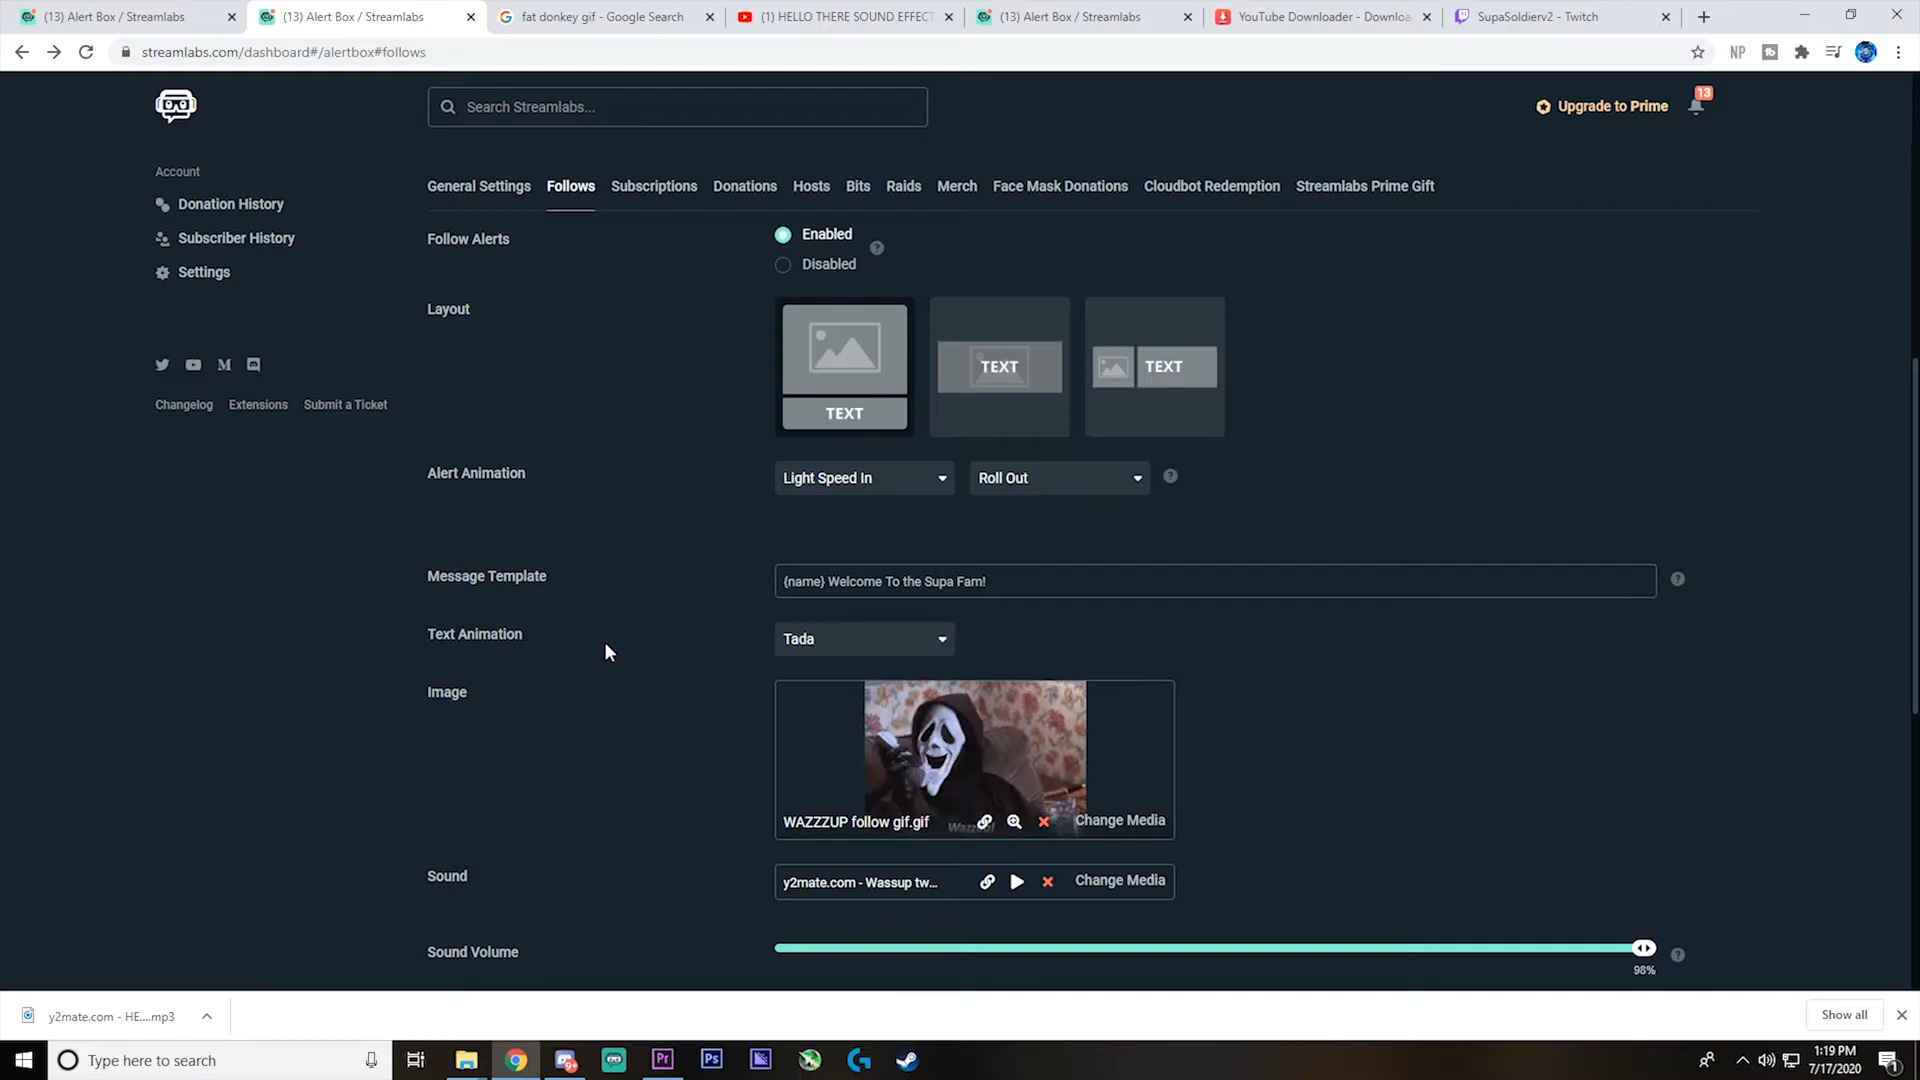 (13) Alert Box / Streamlabs
(13) Alert Box / Streamlabs
fat donkey gif - Google Search
(1) HELLO THERE SOUND EFFECT
(13) Alert Box / Streamlabs
YouTube Downloader - Downloa
SupaSoldierv2 - Twitch
streamlabs.com/dashboard#/alertbox#follows
NP
Search Streamlabs...
Upgrade to Prime
13
Account
Donation History
Subscriber History
Settings
Changelog Extensions Submit a Ticket
General Settings Follows Subscriptions Donations Hosts Bits Raids Merch Face Mask Donations Cloudbot Redemption Streamlabs Prime Gift
Follow Alerts
Enabled
Disabled
Layout
TEXT
TEXT
TEXT
Alert Animation
Light Speed In
Roll Out
Message Template
{name} Welcome To the Supa Fam!
Text Animation
Tada
Image
WAZZZUP follow gif.gif
Change Media
Sound
y2mate.com - Wassup tw...
Change Media
Sound Volume
98%
y2mate.com - HE....mp3
Show all
Type here to search
Pr
Ps
1:19 PM
7/17/2020
1